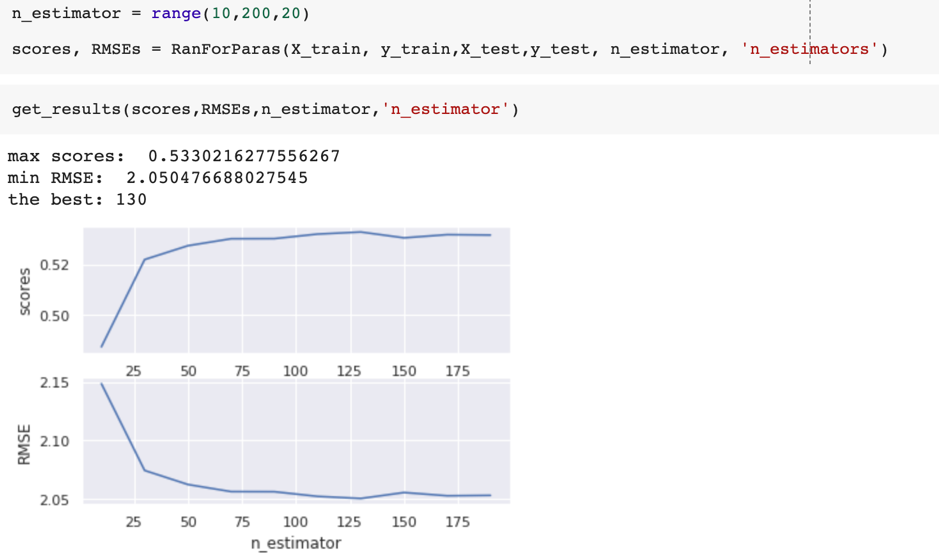 n_estimator = range(10,200,20)
scores, RMSEs = RanForParas(X_train, y_train,X_test,y_test, n_estimator, 'n_estimators')
get_results(scores,RMSEs,n_estimator,'n_estimator')
max scores:  0.5330216277556267
min RMSE:  2.050476688027545
the best: 130
scores
0.52
0.50
25 50 75 100 125 150 175
RMSE
2.15
2.10
2.05
25 50 75 100 125 150 175
n_estimator